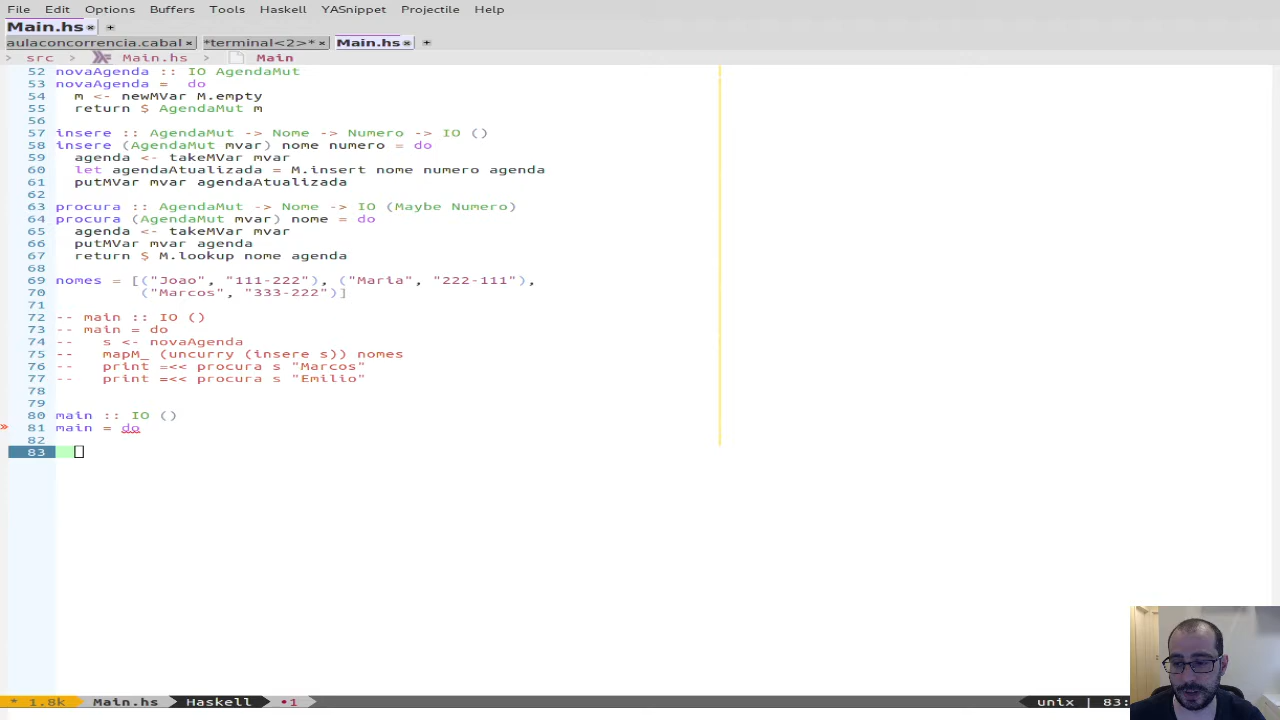 File Edit Options Buffers Tools Haskell YASnippet Projectile Help
Main.hs × +
aulaconcorrencia.cabal × *terminal<2>* × Main.hs × +
> src > Main.hs > Main
52 novaAgenda :: IO AgendaMut
53 novaAgenda =  do
54   m <- newMVar M.empty
55   return $ AgendaMut m
56
57 insere :: AgendaMut -> Nome -> Numero -> IO ()
58 insere (AgendaMut mvar) nome numero = do
59   agenda <- takeMVar mvar
60   let agendaAtualizada = M.insert nome numero agenda
61   putMVar mvar agendaAtualizada
62
63 procura :: AgendaMut -> Nome -> IO (Maybe Numero)
64 procura (AgendaMut mvar) nome = do
65   agenda <- takeMVar mvar
66   putMVar mvar agenda
67   return $ M.lookup nome agenda
68
69 nomes = [("Joao", "111-222"), ("Maria", "222-111"),
70          ("Marcos", "333-222")]
71
72 -- main :: IO ()
73 -- main = do
74 --   s <- novaAgenda
75 --   mapM_ (uncurry (insere s)) nomes
76 --   print =<< procura s "Marcos"
77 --   print =<< procura s "Emilio"
78
79
80 main :: IO ()
» 81 main = do
82
83
* 1.8k Main.hs Haskell •1 unix | 83: